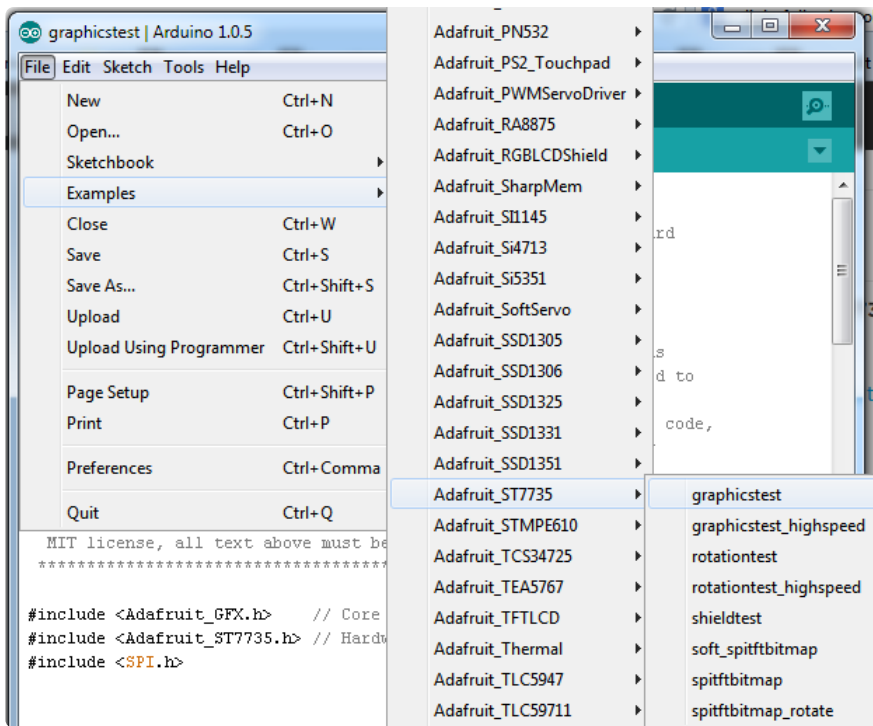 graphicstest | Arduino 1.0.5
File Edit Sketch Tools Help
New Ctrl+N
Open... Ctrl+O
Sketchbook
Examples
Close Ctrl+W
Save Ctrl+S
Save As... Ctrl+Shift+S
Upload Ctrl+U
Upload Using Programmer Ctrl+Shift+U
Page Setup Ctrl+Shift+P
Print Ctrl+P
Preferences Ctrl+Comma
Quit Ctrl+Q
Adafruit_PN532
Adafruit_PS2_Touchpad
Adafruit_PWMServoDriver
Adafruit_RA8875
Adafruit_RGBLCDShield
Adafruit_SharpMem
Adafruit_SI1145
Adafruit_Si4713
Adafruit_Si5351
Adafruit_SoftServo
Adafruit_SSD1305
Adafruit_SSD1306
Adafruit_SSD1325
Adafruit_SSD1331
Adafruit_SSD1351
Adafruit_ST7735
Adafruit_STMPE610
Adafruit_TCS34725
Adafruit_TEA5767
Adafruit_TFTLCD
Adafruit_Thermal
Adafruit_TLC5947
Adafruit_TLC59711
graphicstest
graphicstest_highspeed
rotationtest
rotationtest_highspeed
shieldtest
soft_spitftbitmap
spitftbitmap
spitftbitmap_rotate
d to
code,
MIT license, all text above must be
***************************************
#include <Adafruit_GFX.h> // Core
#include <Adafruit_ST7735.h> // Hardw
#include <SPI.h>